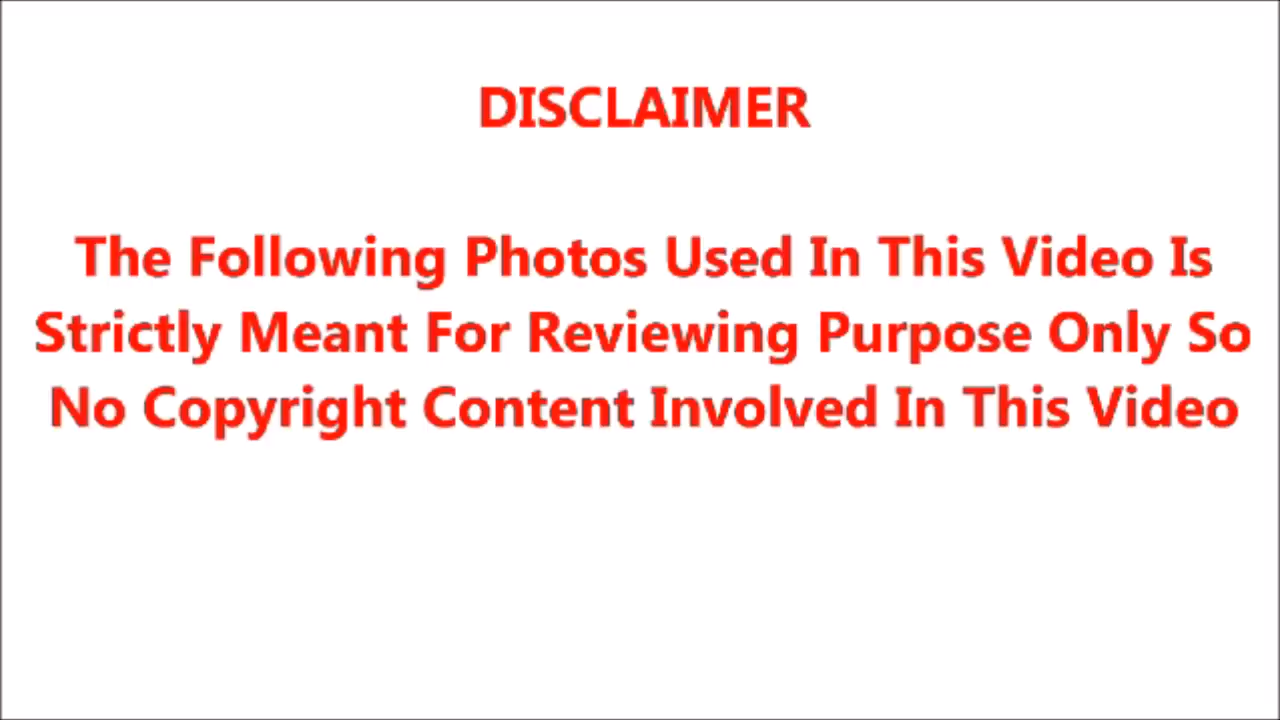 DISCLAIMER
The Following Photos Used In This Video Is
Strictly Meant For Reviewing Purpose Only So
No Copyright Content Involved In This Video